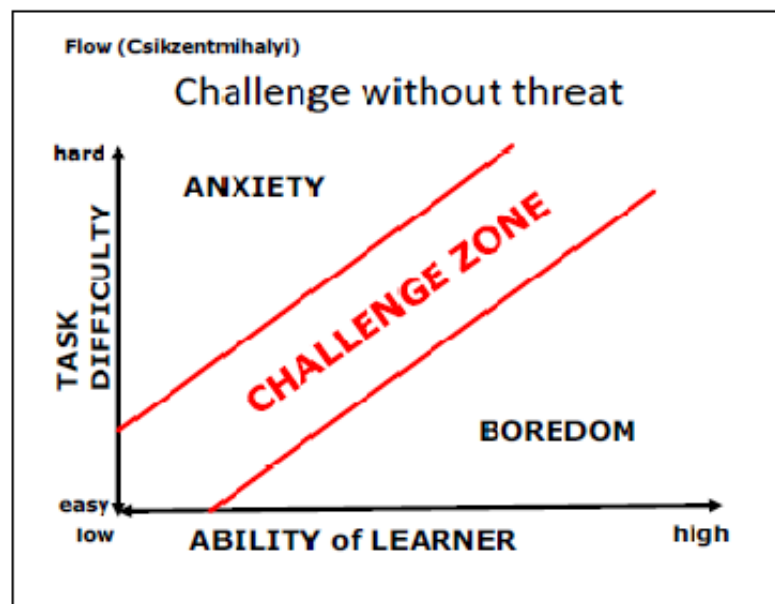 Flow (Csikzentmihalyi)
Challenge without threat
hard
ANXIETY
CHALLENGE ZONE
TASK
DIFFICULTY
BOREDOM
easy
low
ABILITY of LEARNER
high